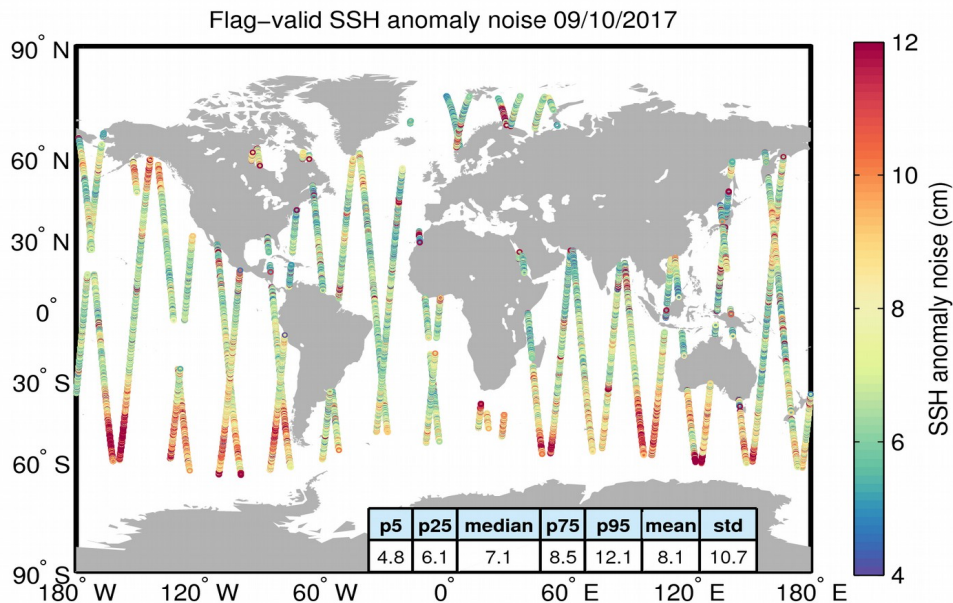 Flag−valid SSH anomaly noise 09/10/2017
90° N
60° N
30° N
0°
30° S
60° S
90° S
180° W 120° W 60° W 0° 60° E 120° E 180° E
p5 p25 median p75 p95 mean std
4.8 6.1 7.1 8.5 12.1 8.1 10.7
12
10
8
6
4
SSH anomaly noise (cm)